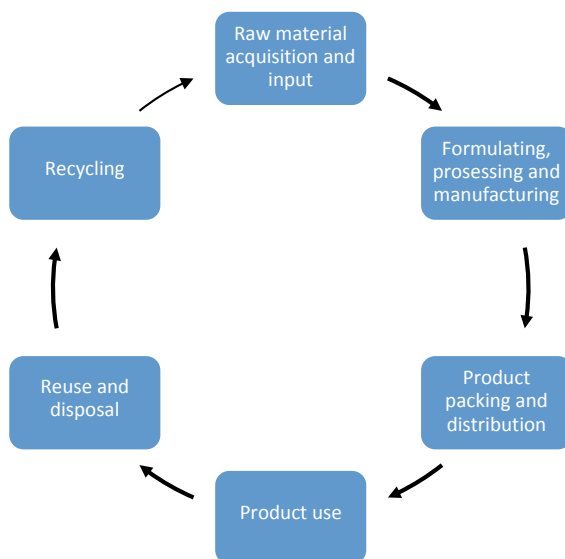 Raw material
acquisition and
input
Formulating,
prosessing and
manufacturing
Product
packing and
distribution
Product use
Reuse and
disposal
Recycling